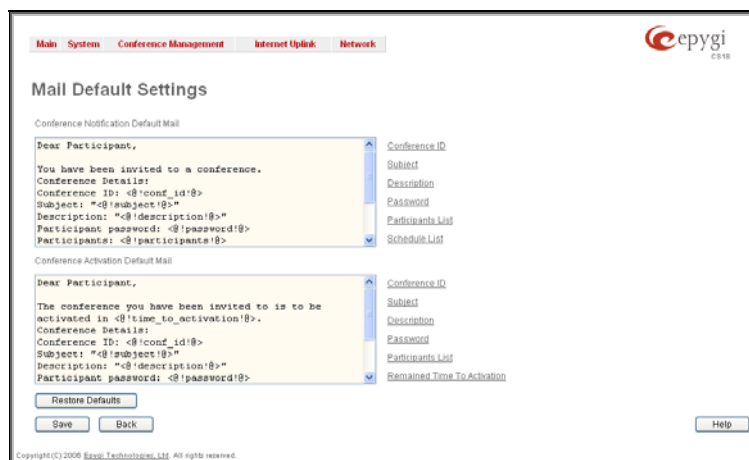 Main System Conference Management Internet Uplink Network
epygi
CS18
Mail Default Settings
Conference Notification Default Mail
Dear Participant,
You have been invited to a conference.
Conference Details:
Conference ID: <@!conf_id!@>
Subject: "<@!subject!@>"
Description: "<@!description!@>"
Participant password: <@!password!@>
Participants: <@!participants!@>
Conference ID
Subject
Description
Password
Participants List
Schedule List
Conference Activation Default Mail
Dear Participant,
The conference you have been invited to is to be
activated in <@!time_to_activation!@>.
Conference Details:
Conference ID: <@!conf_id!@>
Subject: "<@!subject!@>"
Description: "<@!description!@>"
Participant password: <@!password!@>
Conference ID
Subject
Description
Password
Participants List
Remained Time To Activation
Restore Defaults
Save Back Help
Copyright (C) 2008 Epygi Technologies, Ltd. All rights reserved.